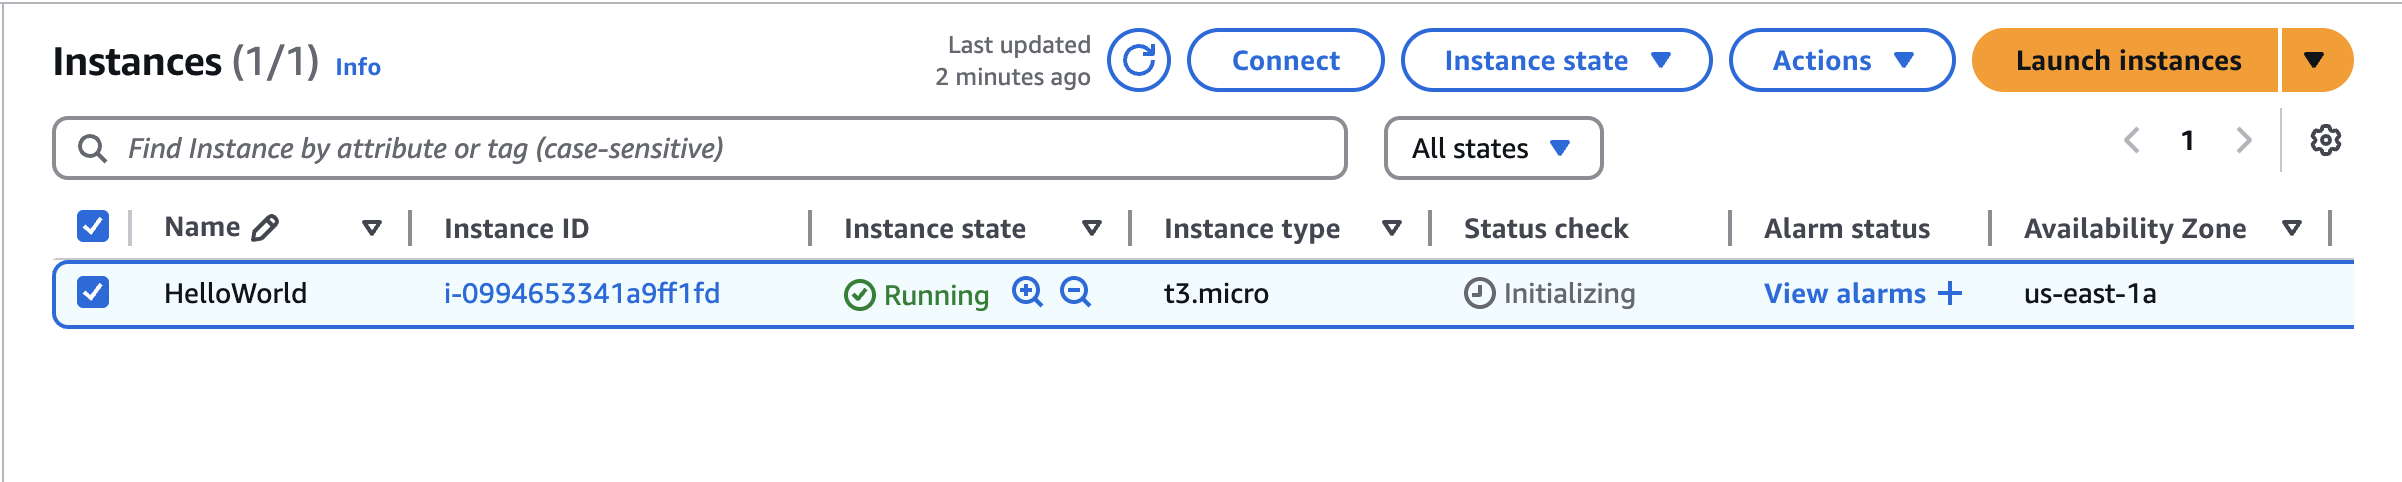 Instances (1/1) Info
Last updated
2 minutes ago
Connect
Instance state
Actions
Launch instances
Find Instance by attribute or tag (case-sensitive)
All states
1
Name Instance ID Instance state Instance type Status check Alarm status Availability Zone
HelloWorld i-0994653341a9ff1fd Running t3.micro Initializing View alarms + us-east-1a